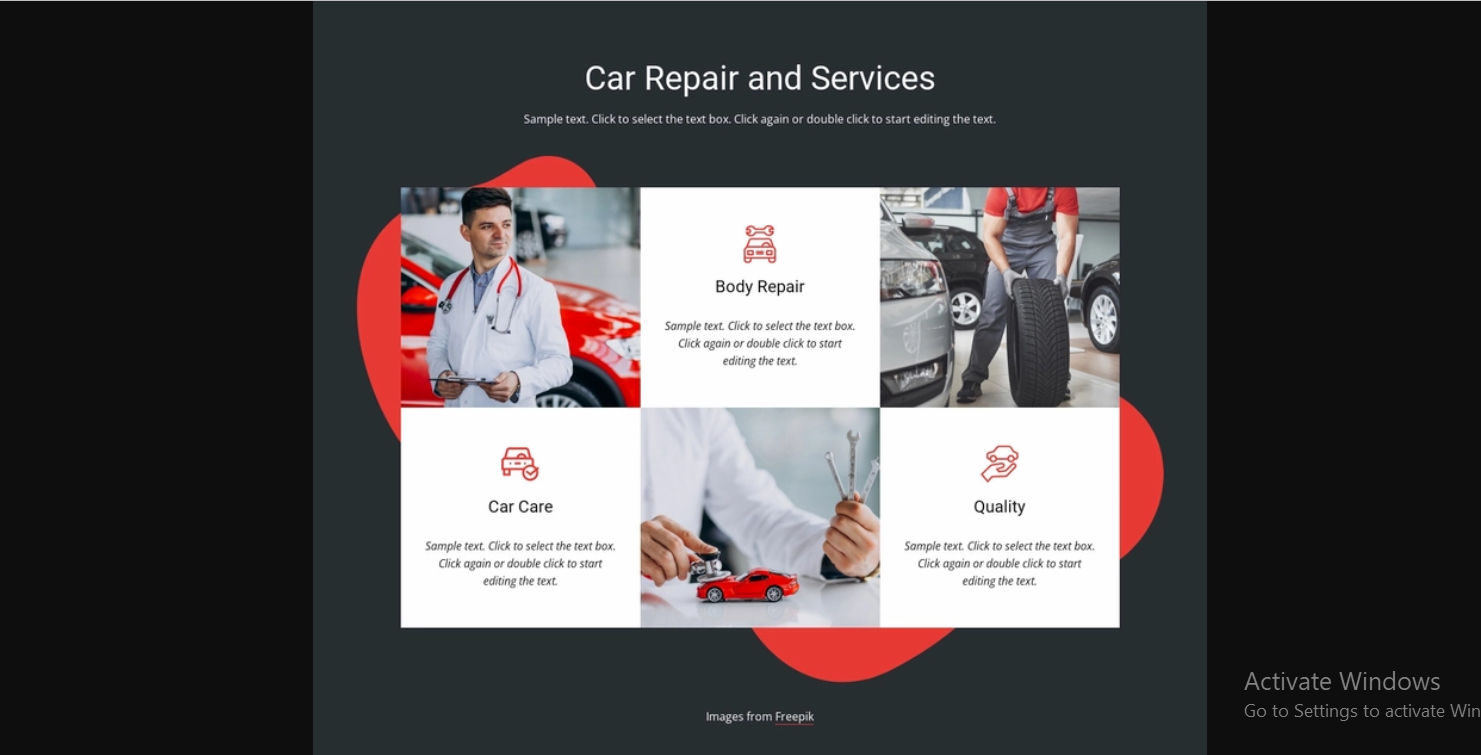 Car Repair and Services
Sample text. Click to select the text box. Click again or double click to start editing the text.
Body Repair
Sample text. Click to select the text box.
Click again or double click to start
editing the text.
Car Care
Sample text. Click to select the text box.
Click again or double click to start
editing the text.
Quality
Sample text. Click to select the text box.
Click again or double click to start
editing the text.
Images from Freepik
Activate Windows
Go to Settings to activate Win